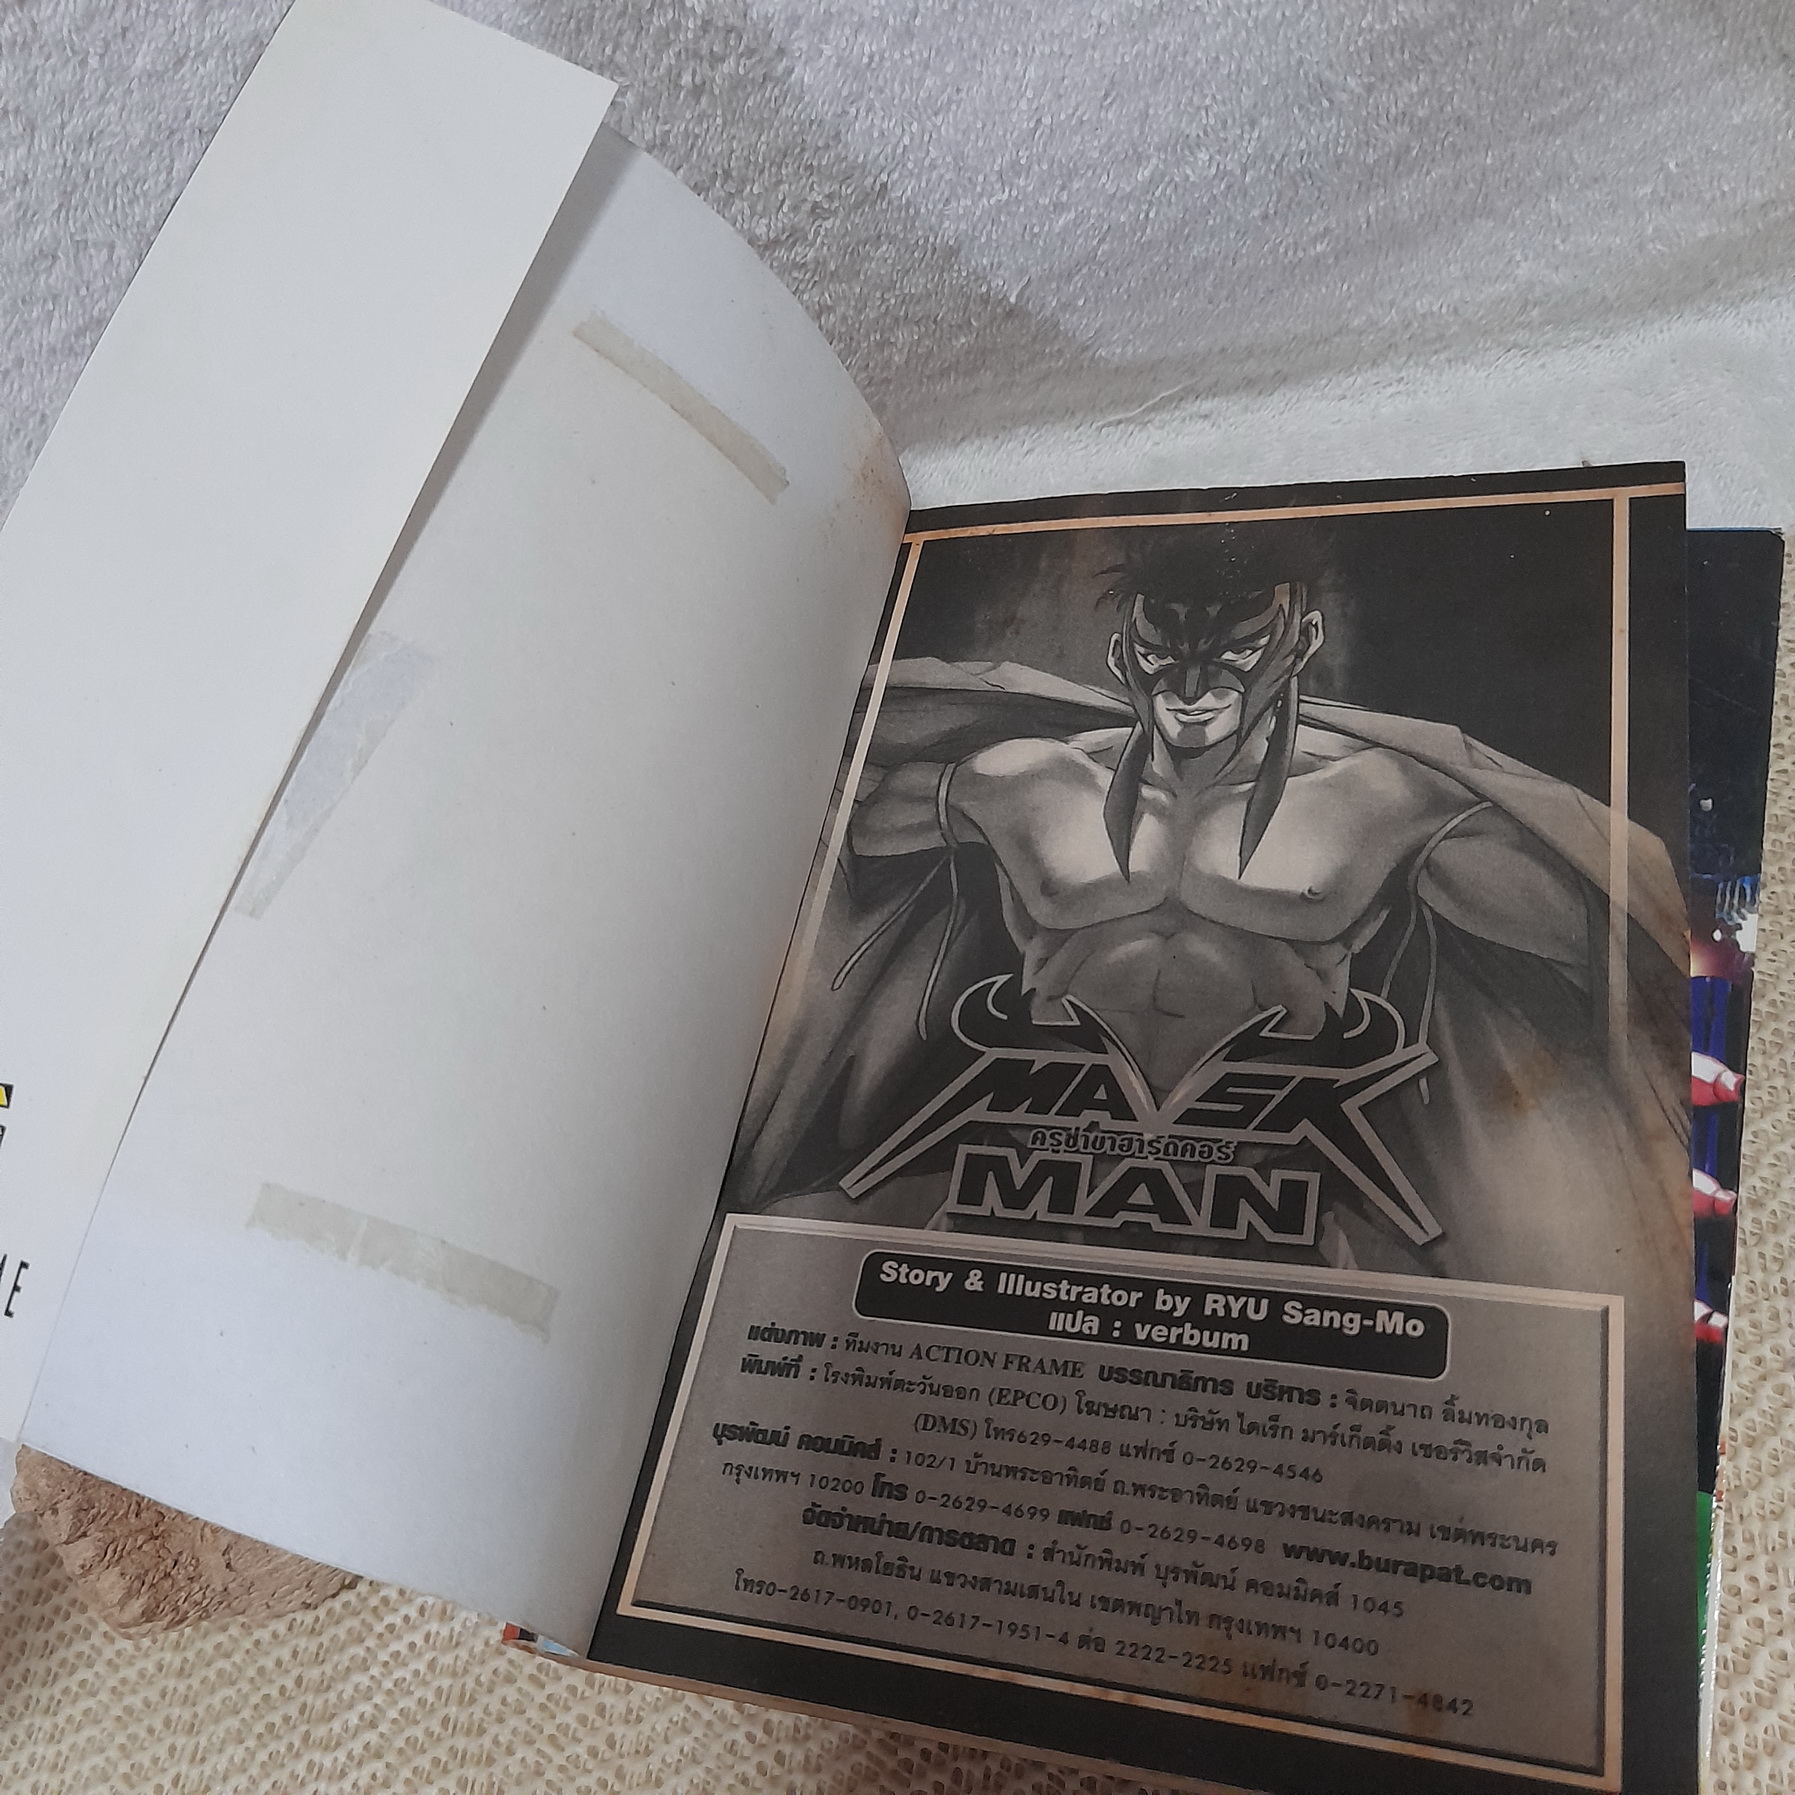 ME
MASK
ครูซ่าขาฮาร์ดคอร์
MAN
Story & Illustrator by RYU Sang-Mo
แปล : verbum
แต่งภาพ : ทีมงาน ACTION FRAME บรรณาธิการ บริหาร : จิตตนาถ ลิ้มทองกุล
พิมพ์ที่ : โรงพิมพ์ตะวันออก (EPCO) โฆษณา : บริษัท ไดเร็ก มาร์เก็ตติ้ง เซอร์วิสจำกัด
(DMS) โทร629-4488 แฟกซ์ 0-2629-4546
บุรพัฒน์ คอมมิคส์ : 102/1 บ้านพระอาทิตย์ ถ.พระอาทิตย์ แขวงชนะสงคราม เขตพระนคร
กรุงเทพฯ 10200 โทร 0-2629-4699 แฟกซ์ 0-2629-4698 www.burapat.com
จัดจำหน่าย/การตลาด : สำนักพิมพ์ บุรพัฒน์ คอมมิคส์ 1045
ถ.พหลโยธิน แขวงสามเสนใน เขตพญาไท กรุงเทพฯ 10400
โทร0-2617-0901, 0-2617-1951-4 ต่อ 2222-2225 แฟกซ์ 0-2271-4842